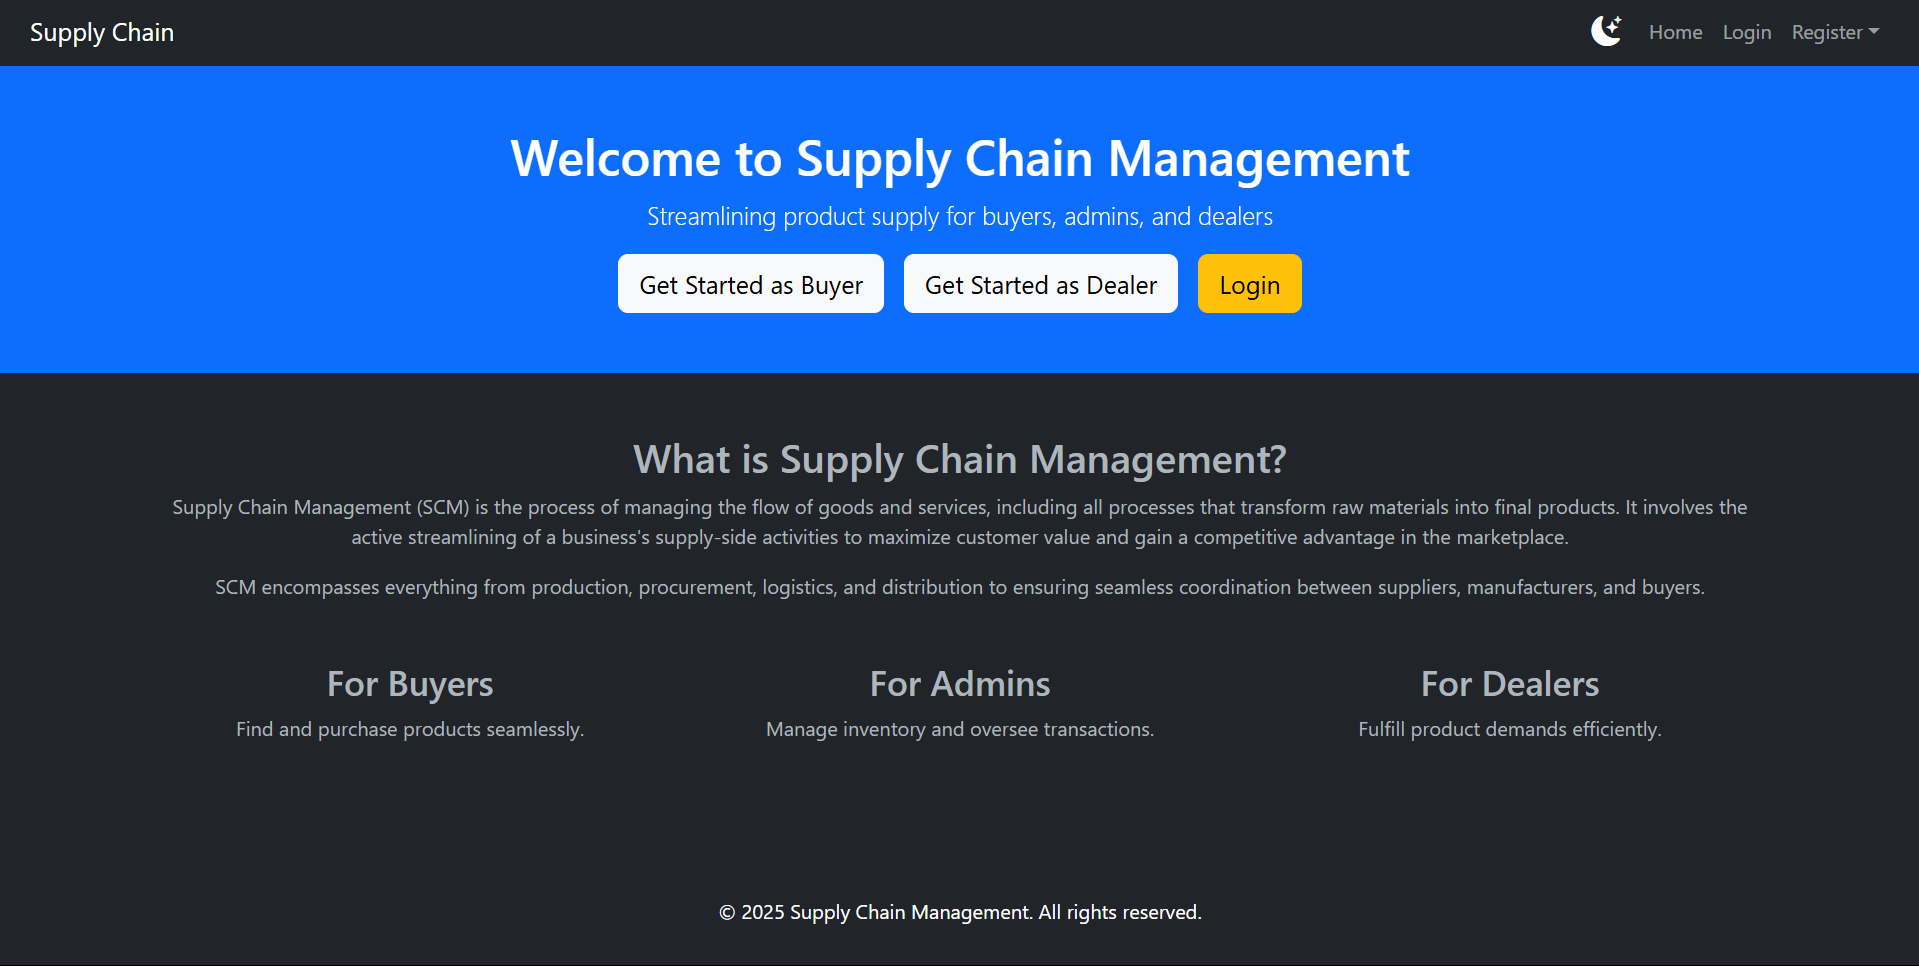 Supply Chain
Home
Login
Register
Welcome to Supply Chain Management
Streamlining product supply for buyers, admins, and dealers
Get Started as Buyer
Get Started as Dealer
Login
What is Supply Chain Management?
Supply Chain Management (SCM) is the process of managing the flow of goods and services, including all processes that transform raw materials into final products. It involves the
active streamlining of a business's supply-side activities to maximize customer value and gain a competitive advantage in the marketplace.
SCM encompasses everything from production, procurement, logistics, and distribution to ensuring seamless coordination between suppliers, manufacturers, and buyers.
For Buyers
Find and purchase products seamlessly.
For Admins
Manage inventory and oversee transactions.
For Dealers
Fulfill product demands efficiently.
© 2025 Supply Chain Management. All rights reserved.